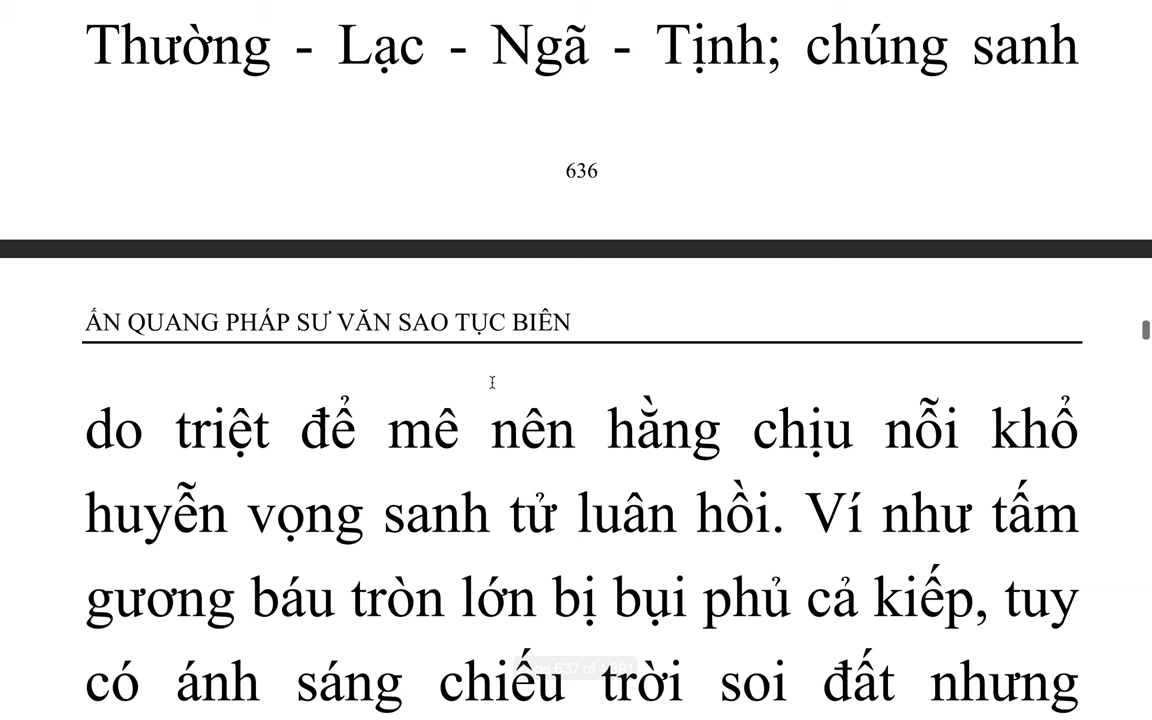 Thường - Lạc - Ngã - Tịnh; chúng sanh
636
ẤN QUANG PHÁP SƯ VĂN SAO TỤC BIÊN
do triệt để mê nên hằng chịu nỗi khổ
huyễn vọng sanh tử luân hồi. Ví như tấm
gương báu tròn lớn bị bụi phủ cả kiếp, tuy
có ánh sáng chiếu trời soi đất nhưng